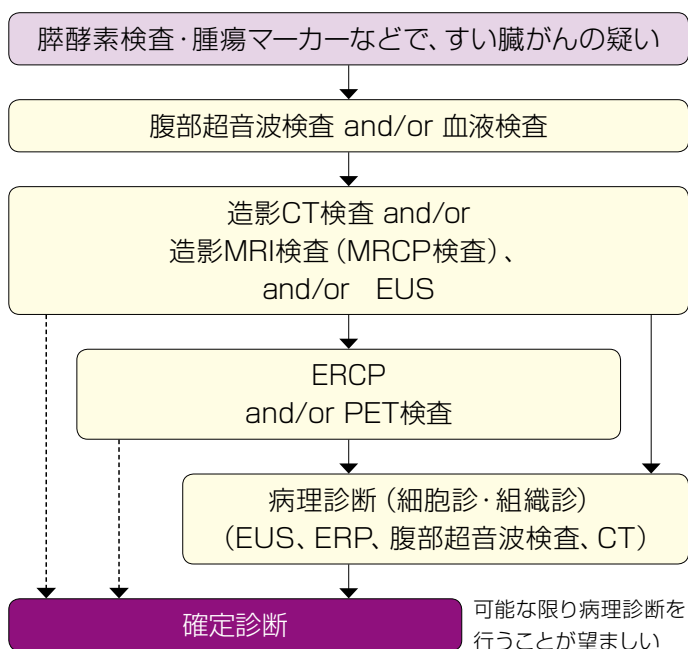 膵酵素検査・腫瘍マーカーなどで、すい臓がんの疑い
腹部超音波検査 and/or 血液検査
造影CT検査 and/or
造影MRI検査（MRCP検査）、
and/or　EUS
ERCP
and/or PET検査
病理診断（細胞診・組織診）
（EUS、ERP、腹部超音波検査、CT）
確定診断
可能な限り病理診断を
行うことが望ましい